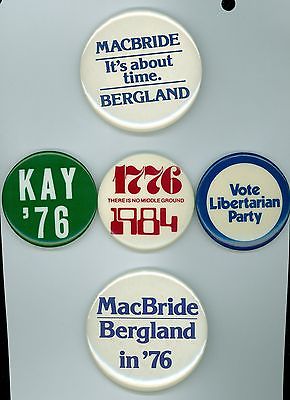 MACBRIDE
It's about
time.
BERGLAND
KAY
'76
1776
THERE IS NO MIDDLE GROUND
1984
Vote
Libertarian
Party
MacBride
Bergland
in '76